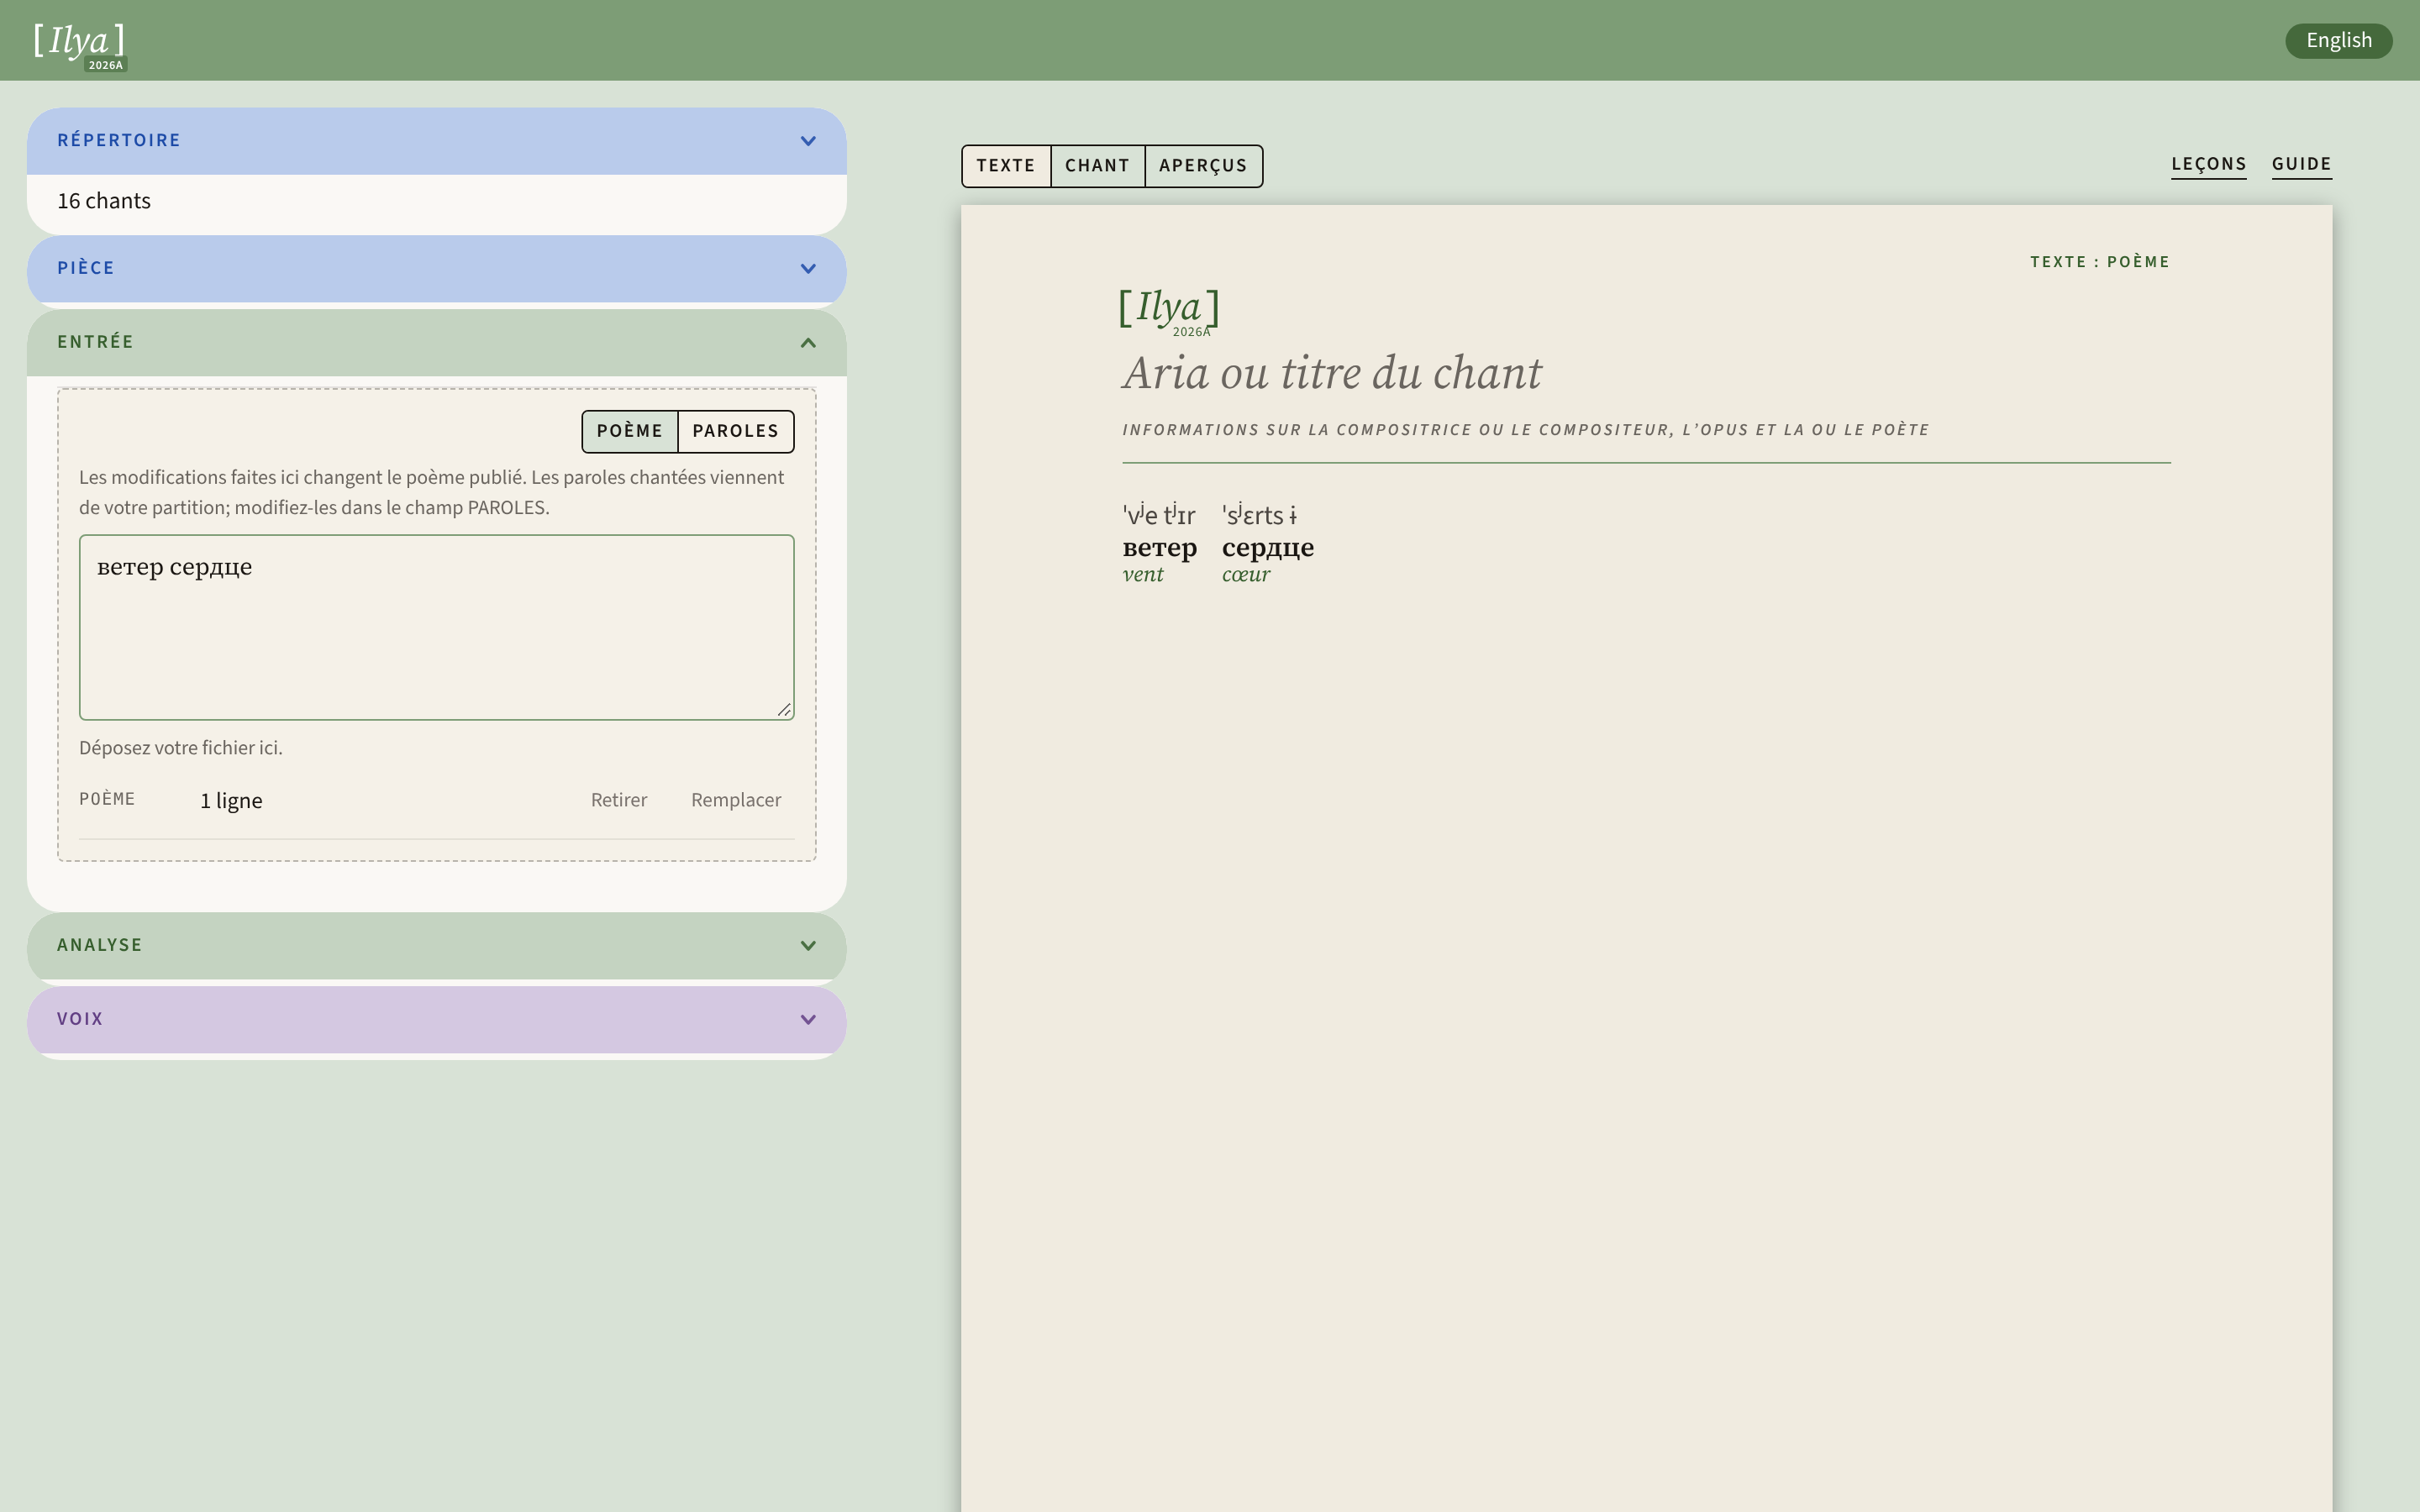 [Ilya]
2026A
English
RÉPERTOIRE
16 chants
PIÈCE
ENTRÉE
POÈME PAROLES
Les modifications faites ici changent le poème publié. Les paroles chantées viennent
de votre partition; modifiez-les dans le champ PAROLES.
ветер сердце
Déposez votre fichier ici.
POÈME 1 ligne Retirer Remplacer
ANALYSE
VOIX
TEXTE CHANT APERÇUS
LEÇONS GUIDE
TEXTE : POÈME
[Ilya]
2026A
Aria ou titre du chant
INFORMATIONS SUR LA COMPOSITRICE OU LE COMPOSITEUR, L’OPUS ET LA OU LE POÈTE
ˈvʲe tʲɪr ˈsʲɛrts ɨ
ветер сердце
vent cœur